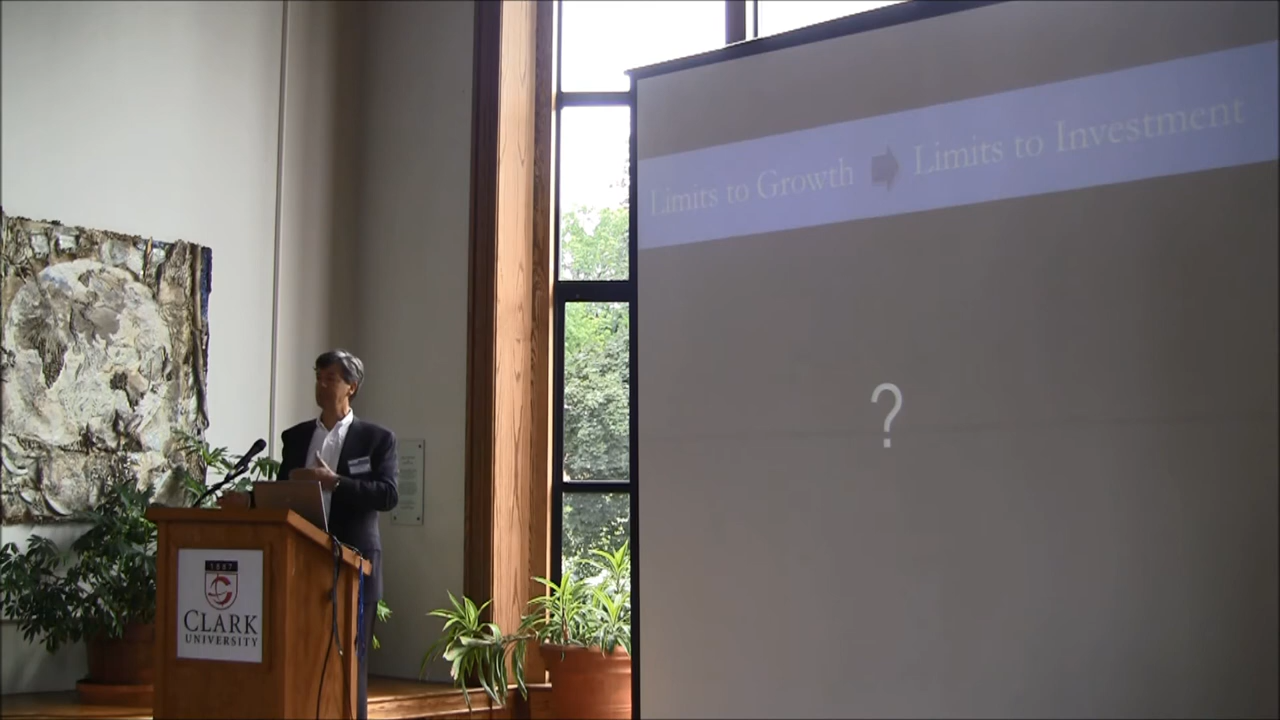 Limits to Growth Limits to Investment
?
1887
CLARK
UNIVERSITY